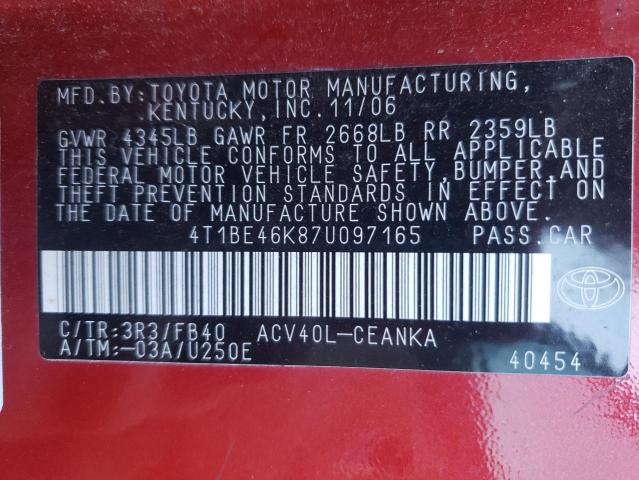 MFD.BY:TOYOTA MOTOR MANUFACTURING,
KENTUCKY,INC.11/06
GVWR 4345LB GAWR FR 2668LB RR 2359LB
THIS VEHICLE CONFORMS TO ALL APPLICABLE
FEDERAL MOTOR VEHICLE SAFETY,BUMPER,AND
THEFT PREVENTION STANDARDS IN EFFECT ON
THE DATE OF MANUFACTURE SHOWN ABOVE.
4T1BE46K87U097165 PASS.CAR
C/TR:3R3/FB40 ACV40L-CEANKA
A/TM:-03A/U250E
40454